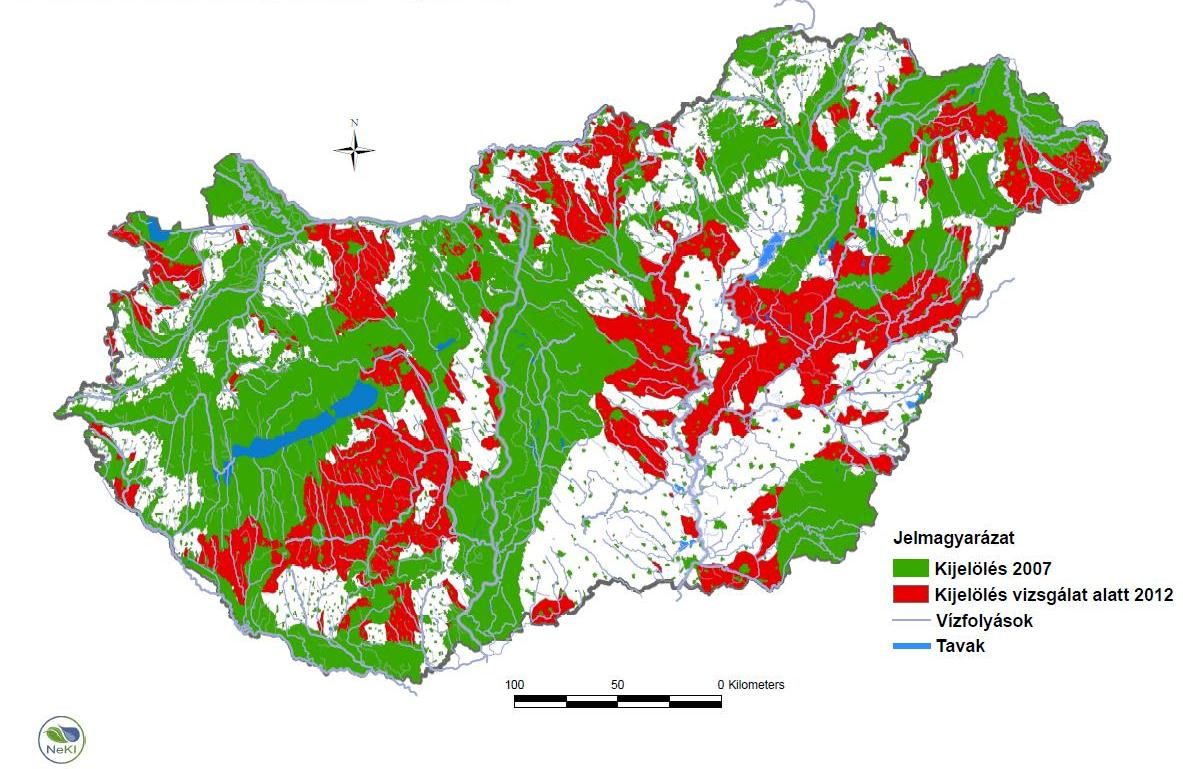 N
Jelmagyarázat
Kijelölés 2007
Kijelölés vizsgálat alatt 2012
Vízfolyások
Tavak
100 50 0 Kilometers
NeKI